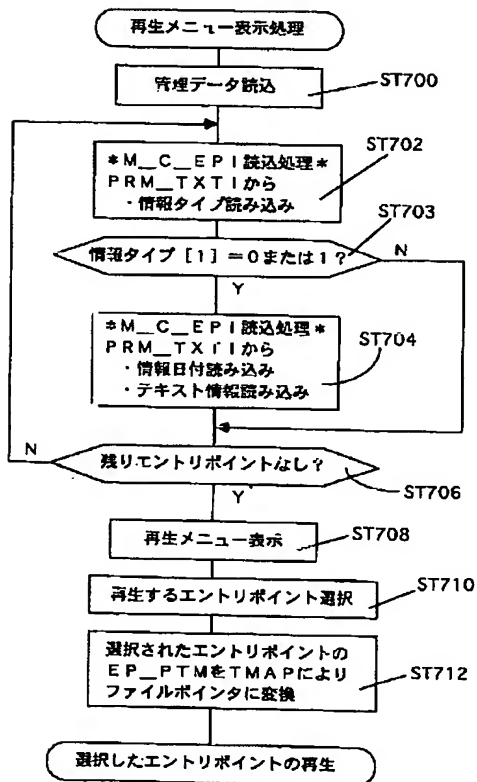 再生メニュー表示処理
管理データ読込
ST700
*M_C_EPI読込処理*
PRM_TXTIから
・情報タイプ読み込み
ST702
ST703
情報タイプ[1]=0または1?
N
Y
*M_C_EPI読込処理*
PRM_TXTIから
・情報日付読み込み
・テキスト情報読み込み
ST704
N
残りエントリポイントなし?
ST706
Y
再生メニュー表示
ST708
再生するエントリポイント選択
ST710
選択されたエントリポイントの
EP_PTMをTMAPにより
ファイルポインタに変換
ST712
選択したエントリポイントの再生